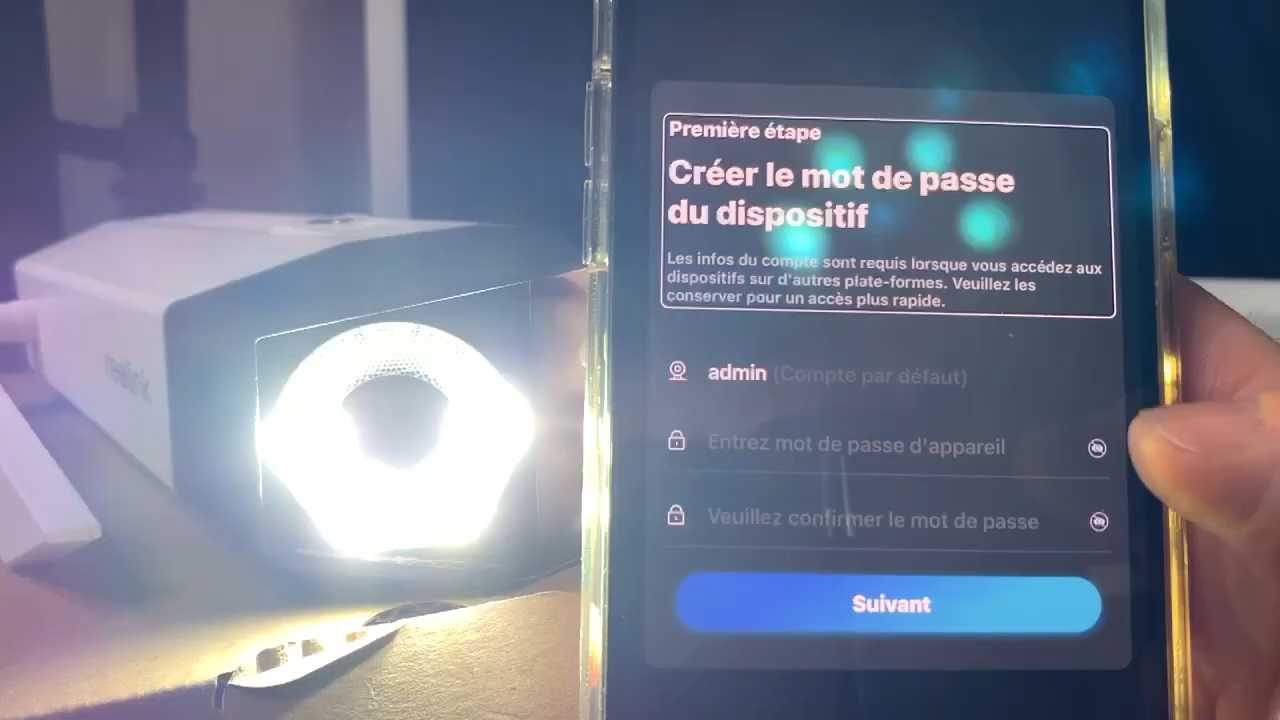 reolink
Première étape
Créer le mot de passe
du dispositif
Les infos du compte sont requis lorsque vous accédez aux
dispositifs sur d'autres plate-formes. Veuillez les
conserver pour un accès plus rapide.
admin (Compte par défaut)
Entrez mot de passe d'appareil
Veuillez confirmer le mot de passe
Suivant